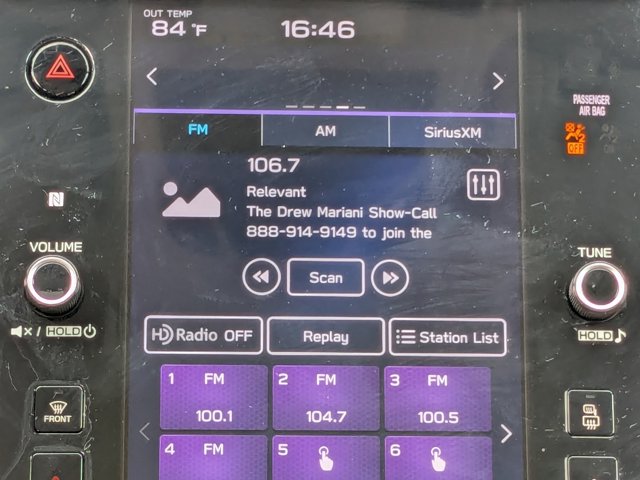 OUT TEMP
84 °F 16:46
PASSENGER
AIR BAG
OFF
ON
FM AM SiriusXM
106.7
Relevant
The Drew Mariani Show-Call
888-914-9149 to join the
VOLUME
TUNE
Scan
/ HOLD
HOLD
HD Radio OFF Replay Station List
1 FM 2 FM 3 FM
100.1 104.7 100.5
FRONT
4 FM 5 6